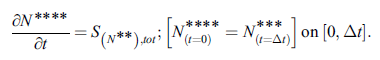 ∂N****/∂t = S_(N**),tot; [N****_(t=0) = N***_(t=Δt)] on [0, Δt].